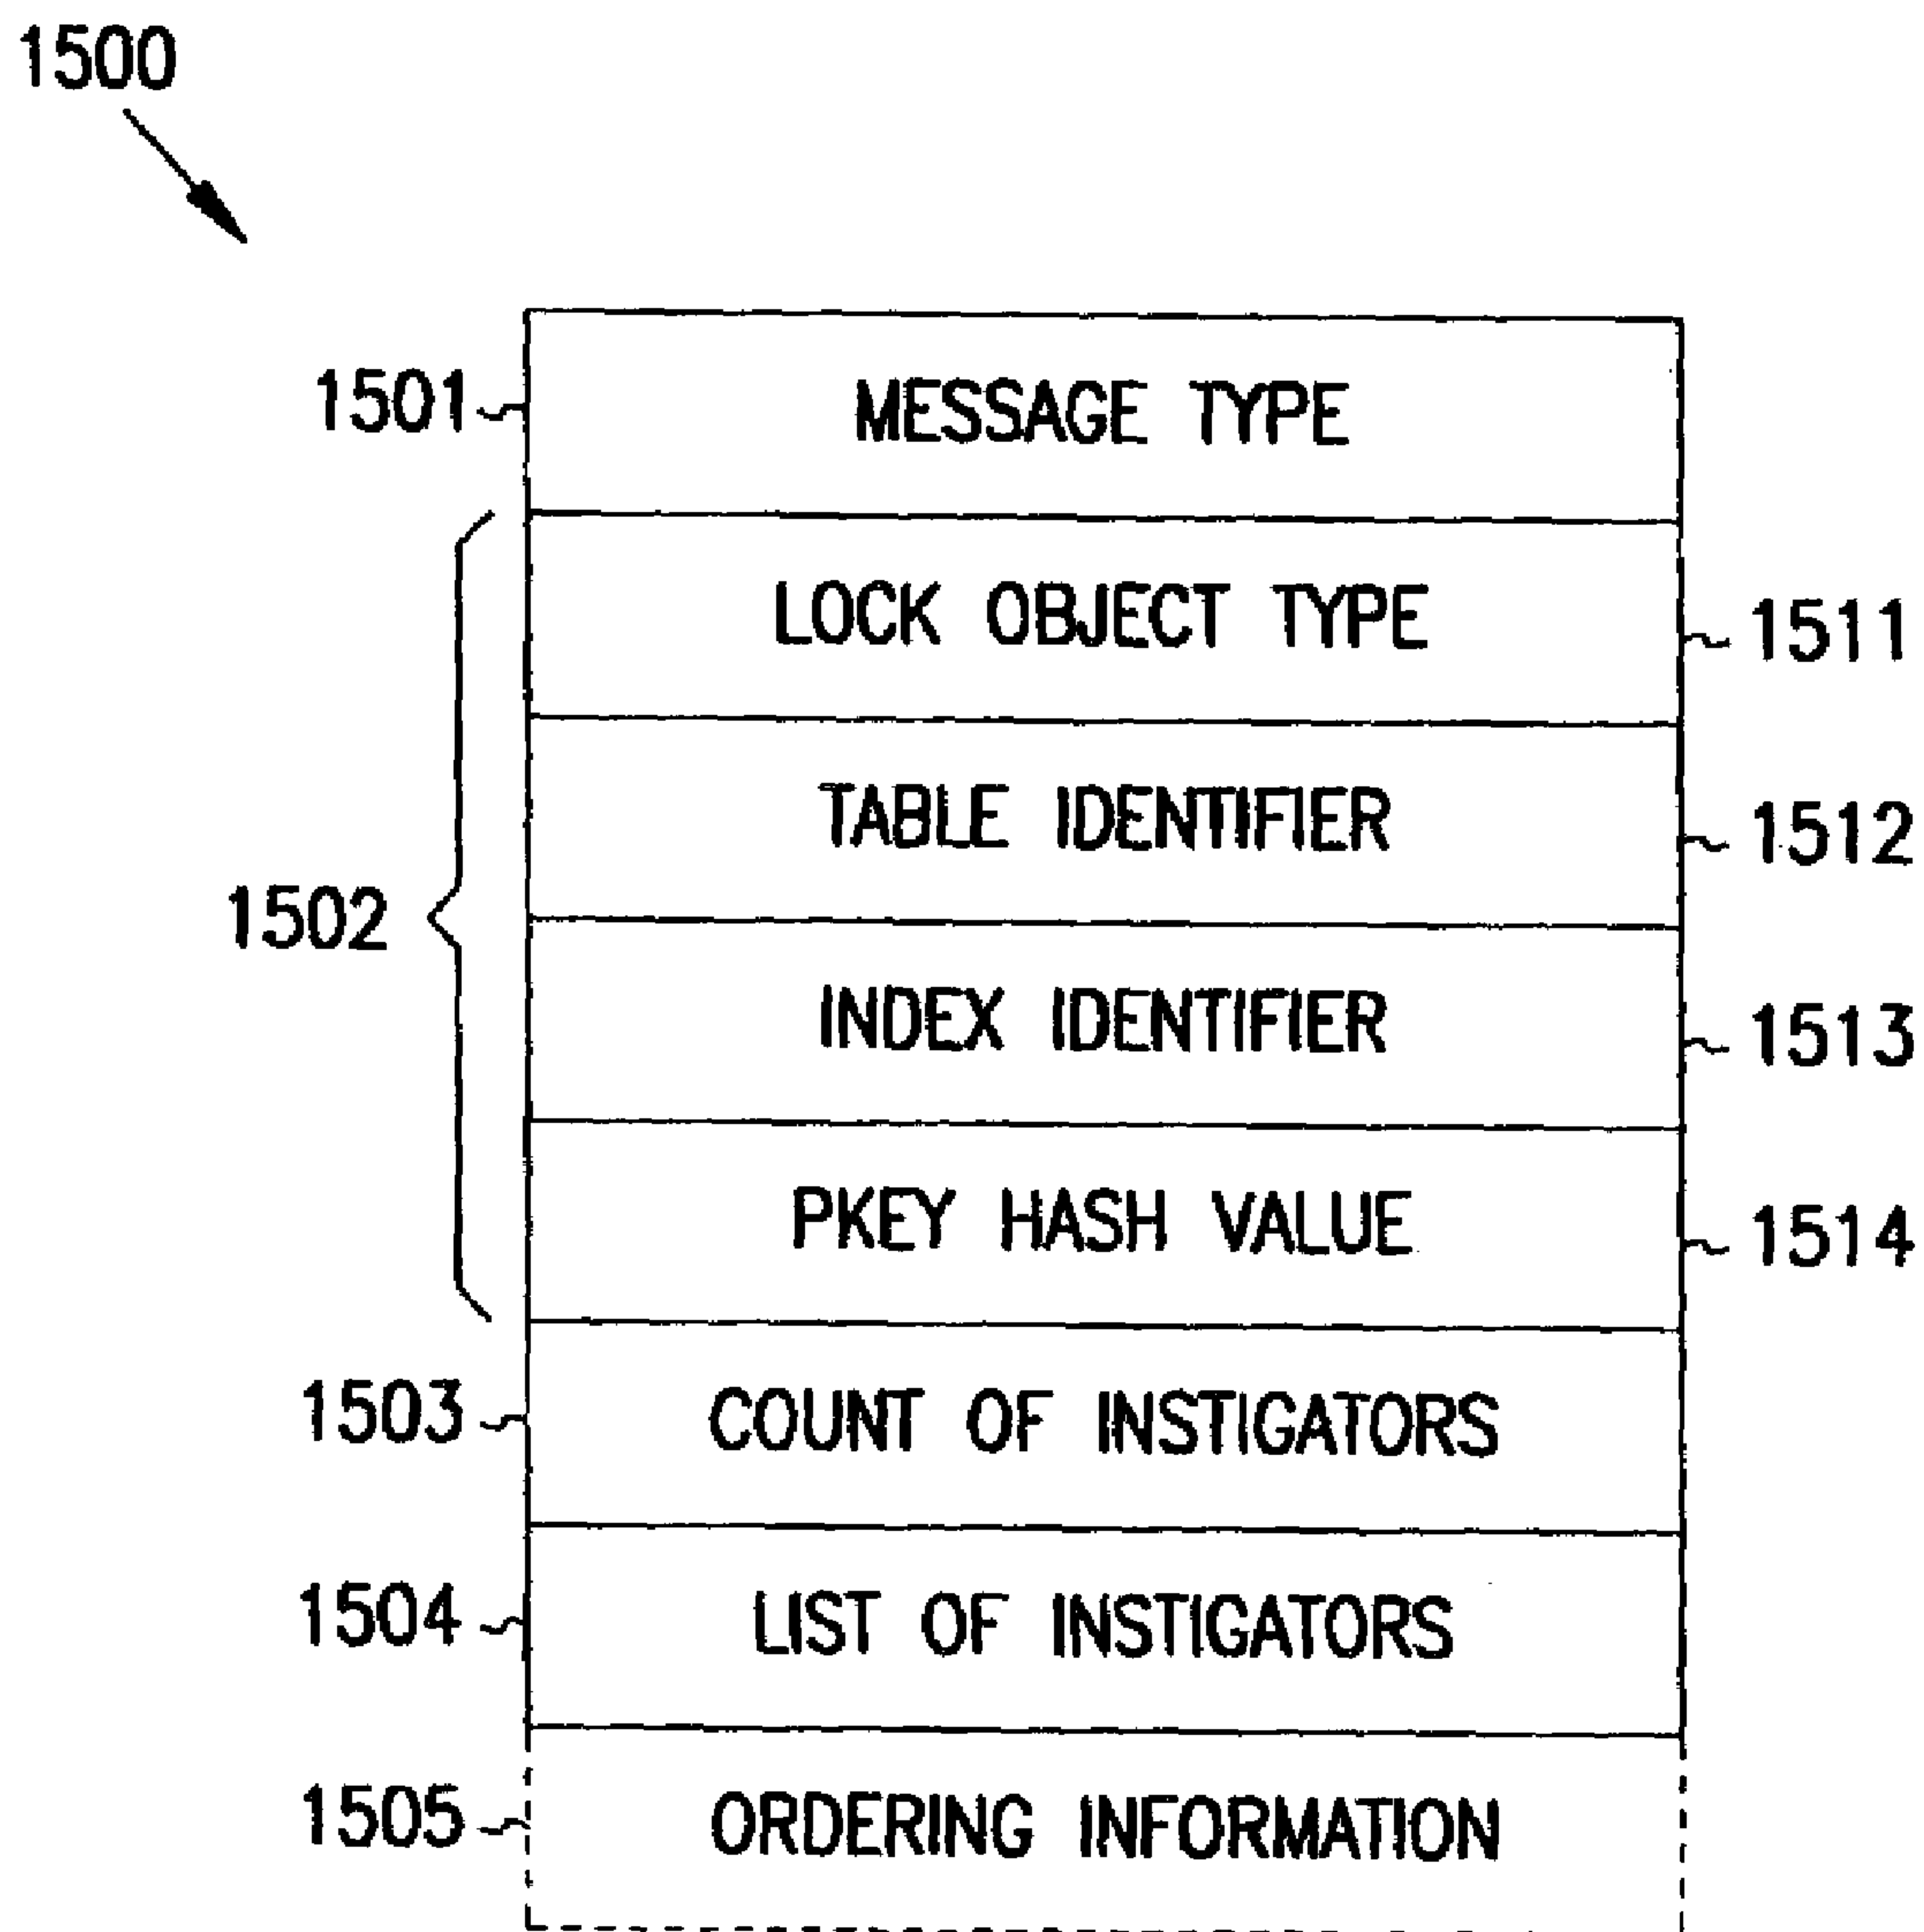 1500
1501 MESSAGE TYPE
LOCK OBJECT TYPE 1511
TABLE IDENTIFIER 1512
1502
INDEX IDENTIFIER 1513
PKEY HASH VALUE 1514
1503 COUNT OF INSTIGATORS
1504 LIST OF INSTIGATORS
1505 ORDERING INFORMATION